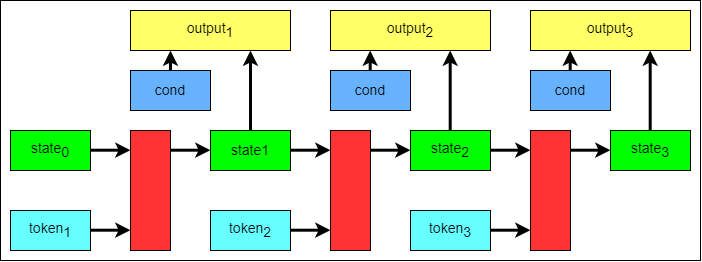 output₁ output₂ output₃
cond cond cond
state₀ state1 state₂ state₃
token₁ token₂ token₃